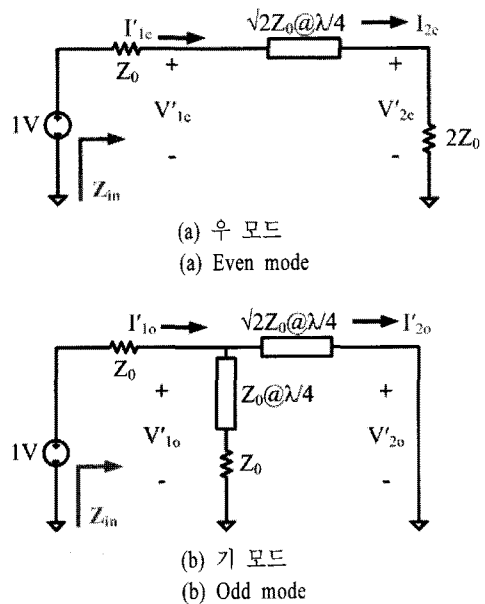 I'1e √2Z0@λ/4 I2e
Z0
+ +
1V V'1e V'2e 2Z0
- -
Zin
(a) 우 모드
(a) Even mode
I'1o √2Z0@λ/4 I'2o
Z0
+ Z0@λ/4 +
1V V'1o V'2o
Z0
- -
Zin
(b) 기 모드
(b) Odd mode